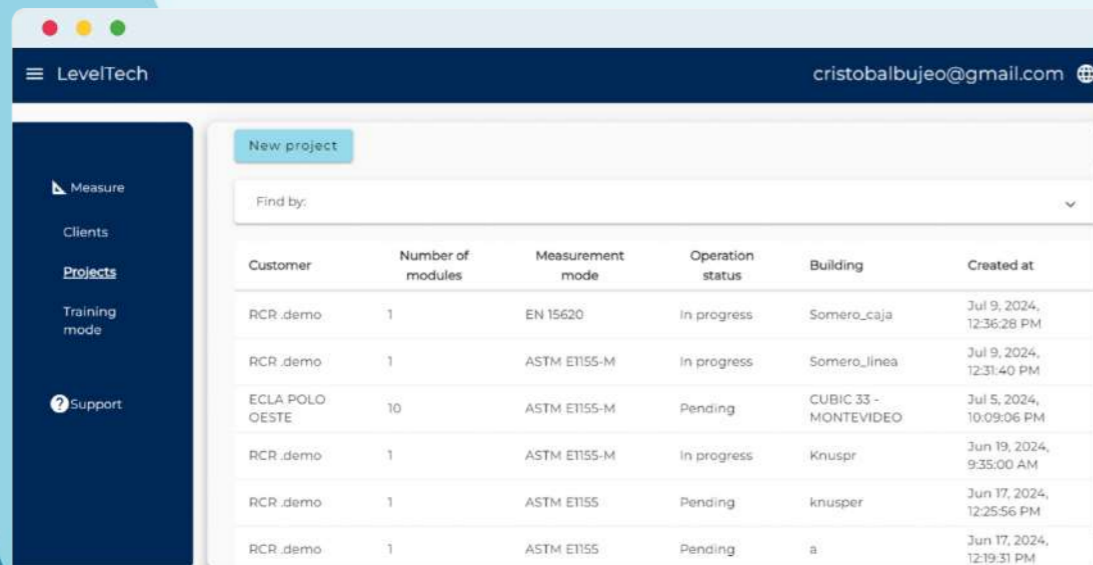 LevelTech
cristobalbujeo@gmail.com
Measure
Clients
Projects
Training
mode
Support
New project
Find by:
Customer Number of modules Measurement mode Operation status Building Created at
RCR .demo 1 EN 15620 In progress Somero_caja Jul 9, 2024, 12:36:28 PM
RCR .demo 1 ASTM E1155-M In progress Somero_linea Jul 9, 2024, 12:31:40 PM
ECLA POLO OESTE 10 ASTM E1155-M Pending CUBIC 33 - MONTEVIDEO Jul 5, 2024, 10:09:06 PM
RCR .demo 1 ASTM E1155-M In progress Knuspr Jun 19, 2024, 9:35:00 AM
RCR .demo 1 ASTM E1155 Pending knusper Jun 17, 2024, 12:25:56 PM
RCR .demo 1 ASTM E1155 Pending a Jun 17, 2024, 12:19:31 PM